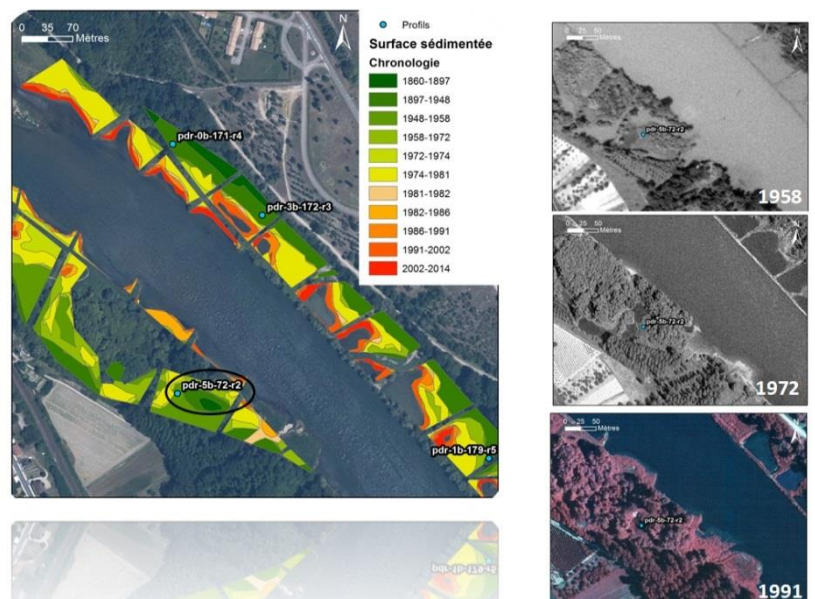 0 35 70
Mètres
N
pdr-0b-171-r4
pdr-3b-172-r3
pdr-5b-72-r2
pdr-1b-179-r5
Profils
Surface sédimentée
Chronologie
1860-1897
1897-1948
1948-1958
1958-1972
1972-1974
1974-1981
1981-1982
1982-1986
1986-1991
1991-2002
2002-2014
0 25 50
Mètres
N
pdr-5b-72-r2
1958
0 25 50
Mètres
N
pdr-5b-72-r2
1972
0 25 50
Mètres
pdr-5b-72-r2
1991